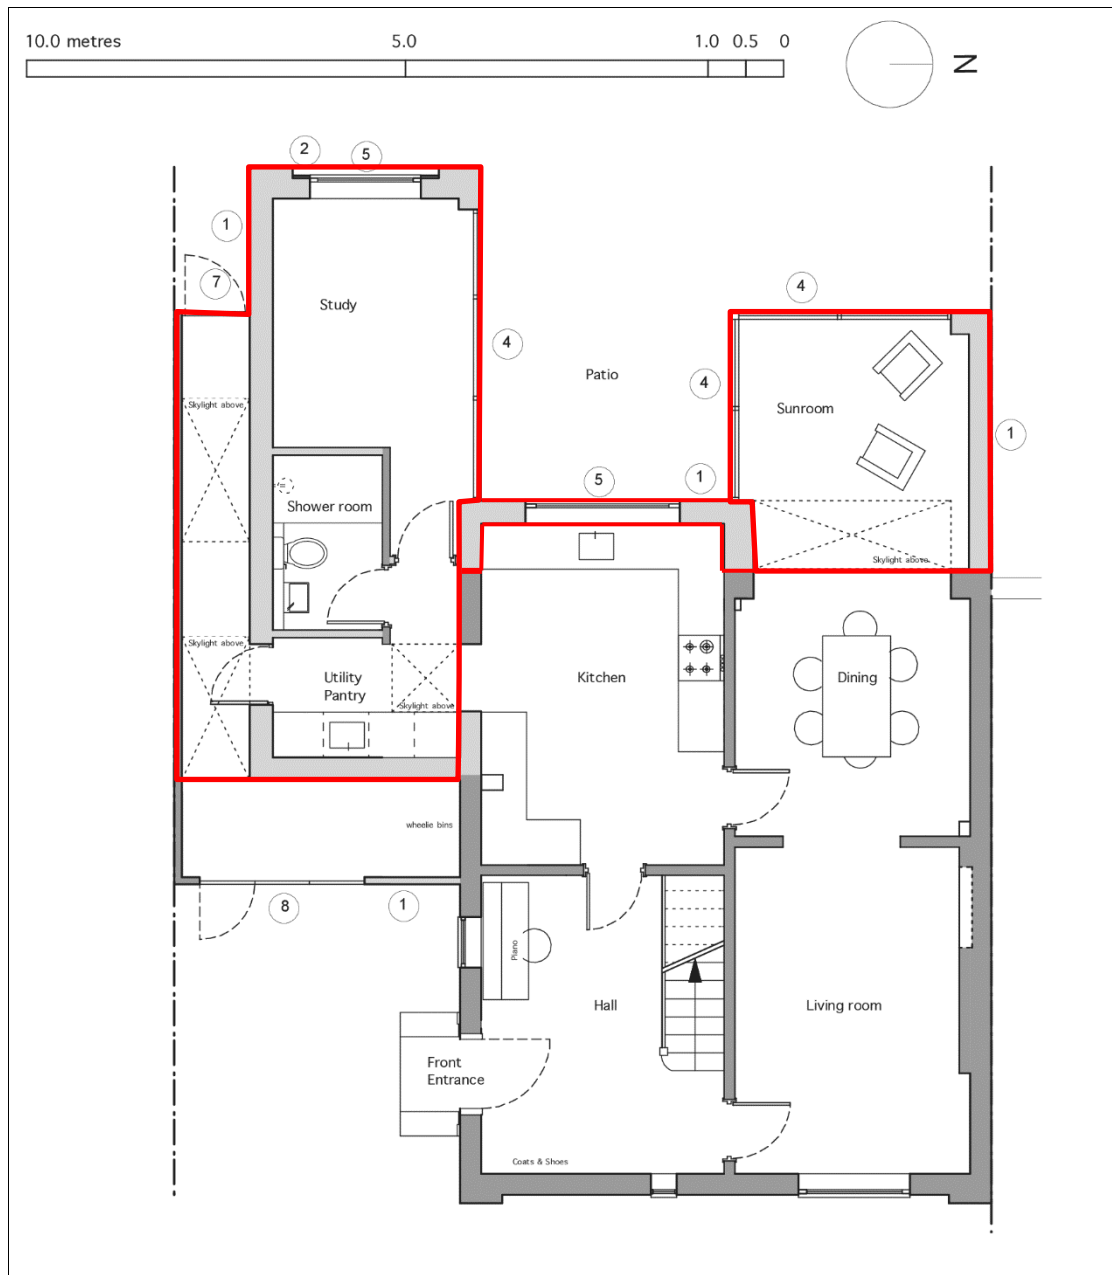 10.0 metres 5.0 1.0 0.5 0
N
2 5
1
7
4
Study
4
Patio
4
Sunroom
1
Skylight above
5 1
Shower room
Skylight above
Skylight above
Utility
Pantry
Kitchen
Dining
Skylight above
wheelie bins
8 1
Piano
Hall
Living room
Front
Entrance
Coats & Shoes